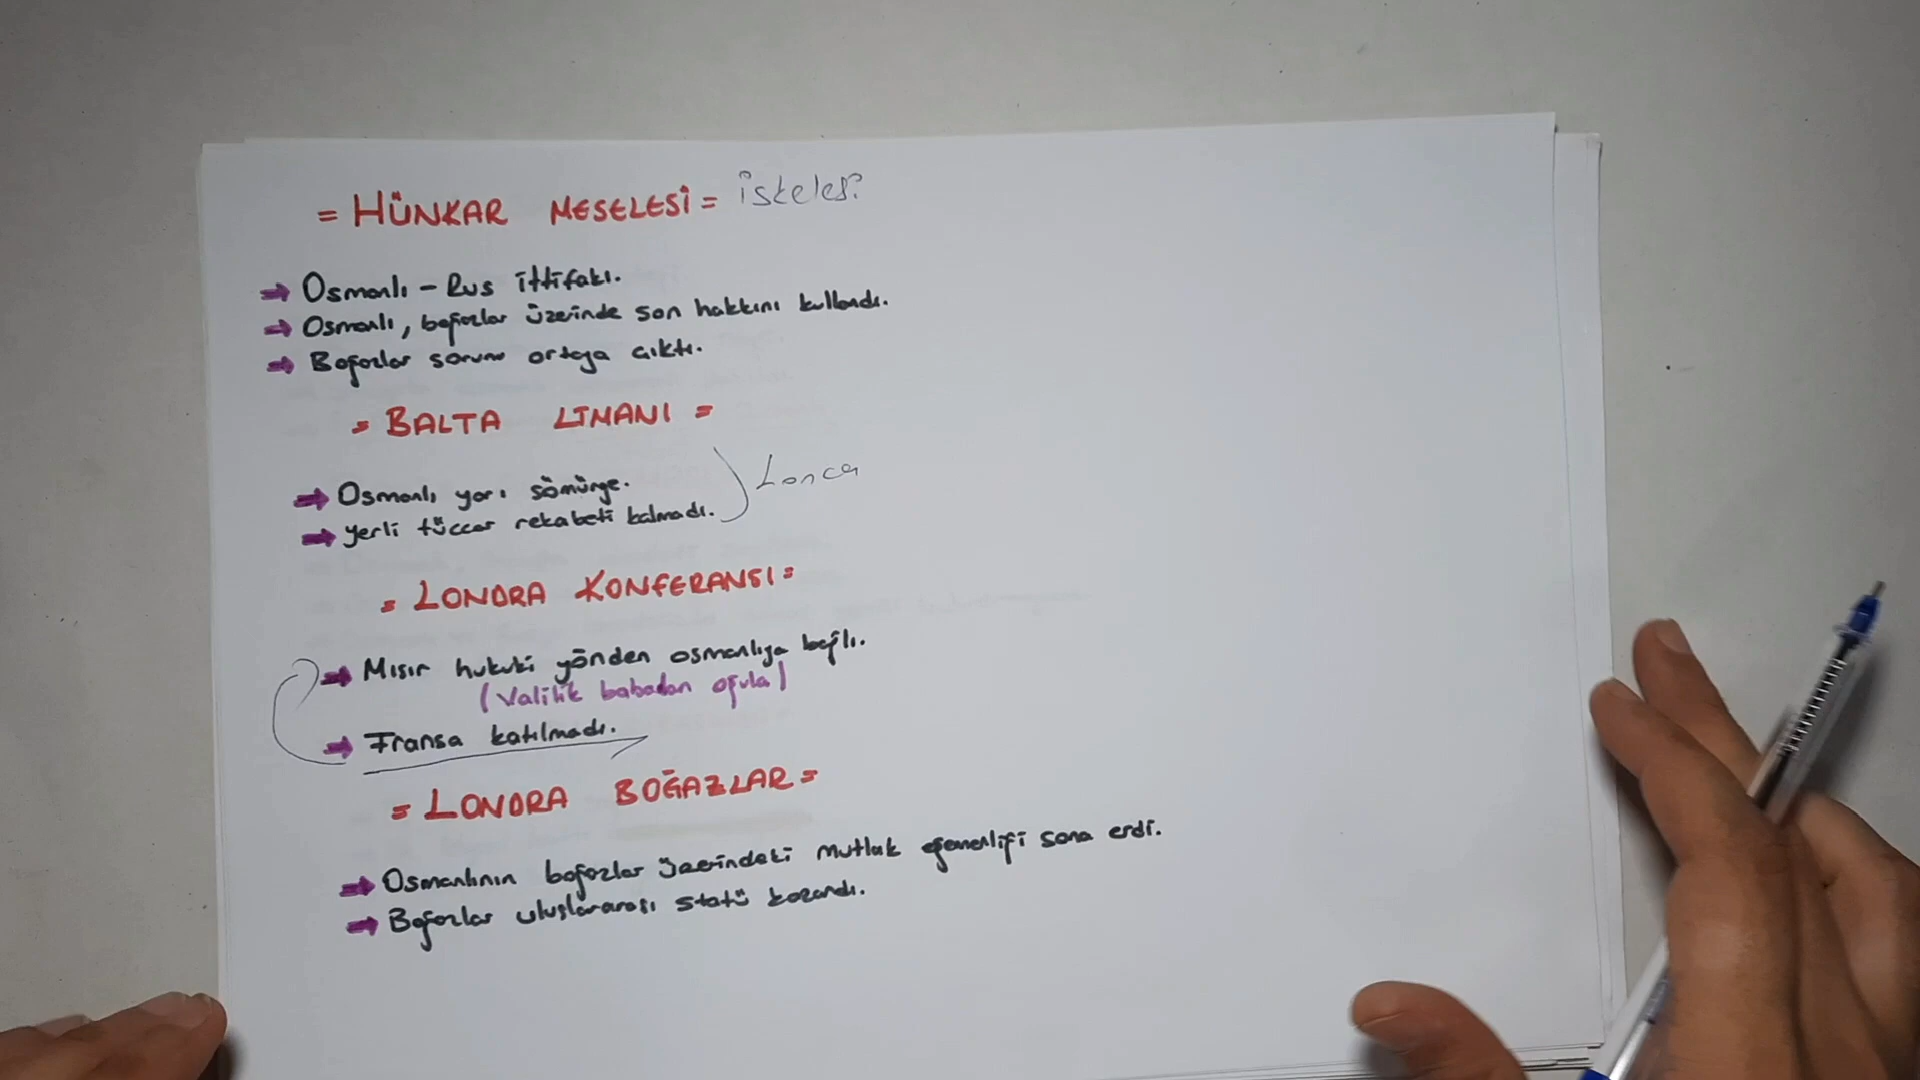 = HÜNKAR MESELESİ = iskelesi
⇒ Osmanlı - Rus ittifakı.
⇒ Osmanlı, boğazlar üzerinde son hakkını kullandı.
⇒ Boğazlar sorunu ortaya çıktı.
= BALTA LİMANI =
⇒ Osmanlı yarı sömürge.
⇒ Yerli tüccar rekabeti kalmadı.
Lonca
= LONDRA KONFERANSI =
⇒ Mısır hukuki yönden osmanlıya bağlı.
(Valilik babadan oğula)
⇒ Fransa katılmadı.
= LONDRA BOĞAZLAR =
⇒ Osmanlının boğazlar üzerindeki mutlak egemenliği sona erdi.
⇒ Boğazlar uluslararası statü kazandı.